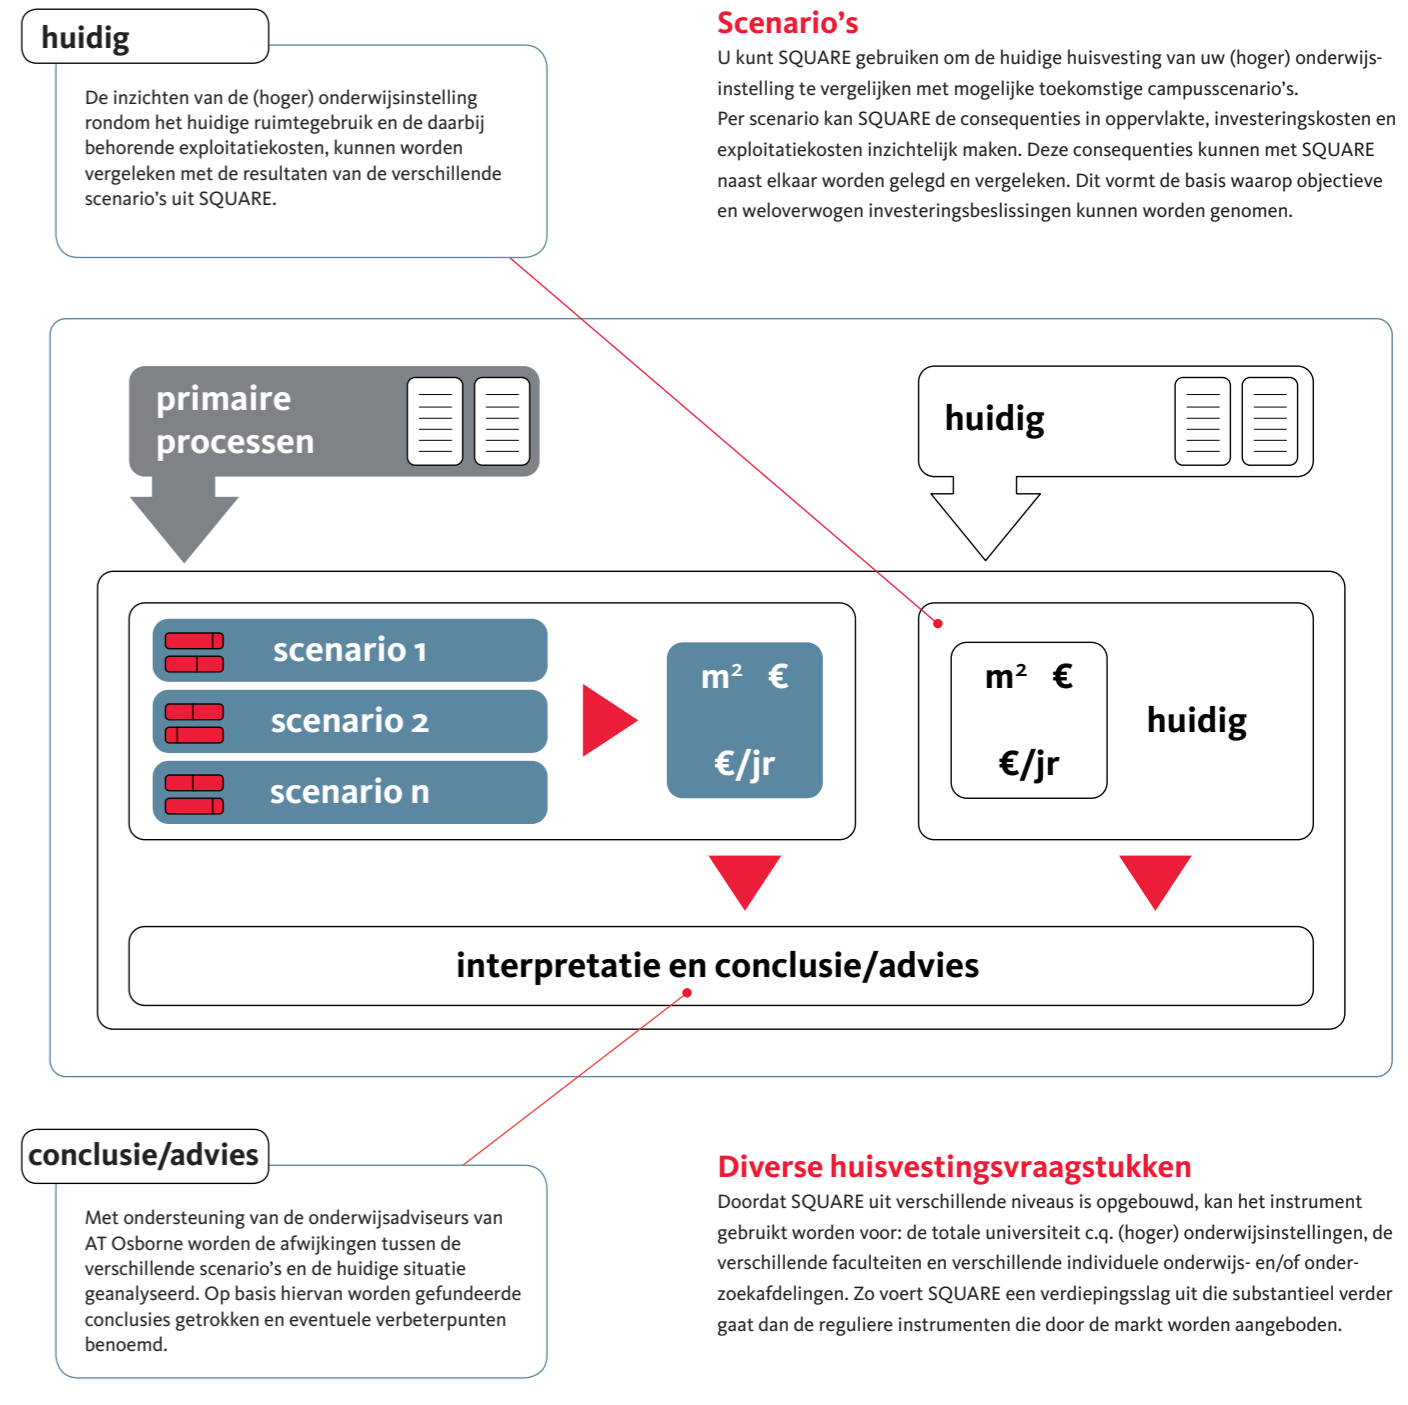 huidig
De inzichten van de (hoger) onderwijsinstelling
rondom het huidige ruimtegebruik en de daarbij
behorende exploitatiekosten, kunnen worden
vergeleken met de resultaten van de verschillende
scenario’s uit SQUARE.
Scenario’s
U kunt SQUARE gebruiken om de huidige huisvesting van uw (hoger) onderwijs-
instelling te vergelijken met mogelijke toekomstige campusscenario’s.
Per scenario kan SQUARE de consequenties in oppervlakte, investeringskosten en
exploitatiekosten inzichtelijk maken. Deze consequenties kunnen met SQUARE
naast elkaar worden gelegd en vergeleken. Dit vormt de basis waarop objectieve
en weloverwogen investeringsbeslissingen kunnen worden genomen.
primaire
processen
huidig
scenario 1
scenario 2
scenario n
m² €
€/jr
m² €
€/jr
huidig
interpretatie en conclusie/advies
conclusie/advies
Met ondersteuning van de onderwijsadviseurs van
AT Osborne worden de afwijkingen tussen de
verschillende scenario’s en de huidige situatie
geanalyseerd. Op basis hiervan worden gefundeerde
conclusies getrokken en eventuele verbeterpunten
benoemd.
Diverse huisvestingsvraagstukken
Doordat SQUARE uit verschillende niveaus is opgebouwd, kan het instrument
gebruikt worden voor: de totale universiteit c.q. (hoger) onderwijsinstellingen, de
verschillende faculteiten en verschillende individuele onderwijs- en/of onder-
zoekafdelingen. Zo voert SQUARE een verdiepingsslag uit die substantieel verder
gaat dan de reguliere instrumenten die door de markt worden aangeboden.